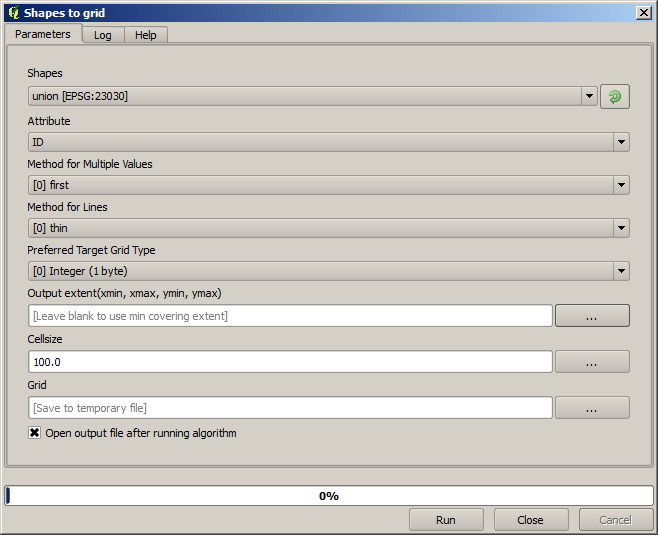 Shapes to grid
Parameters Log Help
Shapes
union [EPSG:23030]
Attribute
ID
Method for Multiple Values
[0] first
Method for Lines
[0] thin
Preferred Target Grid Type
[0] Integer (1 byte)
Output extent(xmin, xmax, ymin, ymax)
[Leave blank to use min covering extent] ...
Cellsize
100.0 ...
Grid
[Save to temporary file] ...
Open output file after running algorithm
0%
Run Close Cancel